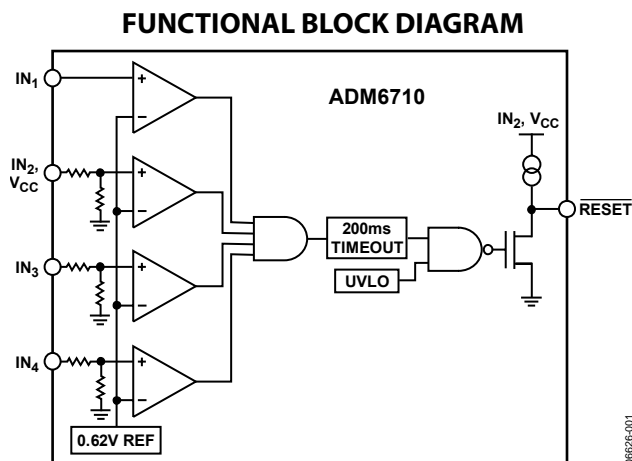 FUNCTIONAL BLOCK DIAGRAM
ADM6710
IN1
IN2,
VCC
IN3
IN4
+
–
+
–
+
–
+
–
0.62V REF
200ms
TIMEOUT
UVLO
IN2, VCC
RESET
06626-001